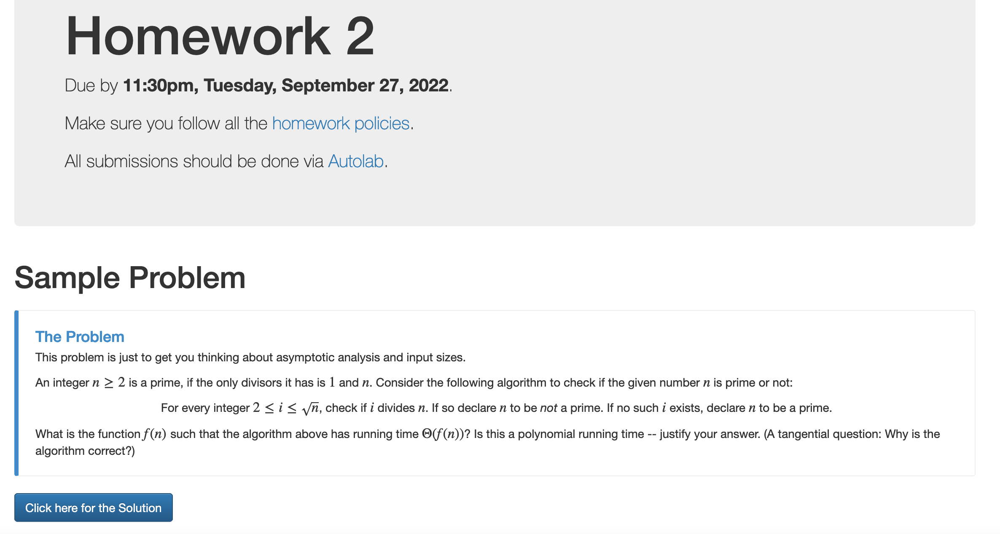 Homework 2
Due by 11:30pm, Tuesday, September 27, 2022.
Make sure you follow all the homework policies.
All submissions should be done via Autolab.
Sample Problem
The Problem
This problem is just to get you thinking about asymptotic analysis and input sizes.
An integer n ≥ 2 is a prime, if the only divisors it has is 1 and n. Consider the following algorithm to check if the given number n is prime or not:
For every integer 2 ≤ i ≤ √n, check if i divides n. If so declare n to be not a prime. If no such i exists, declare n to be a prime.
What is the function f(n) such that the algorithm above has running time Θ(f(n))? Is this a polynomial running time -- justify your answer. (A tangential question: Why is the
algorithm correct?)
Click here for the Solution